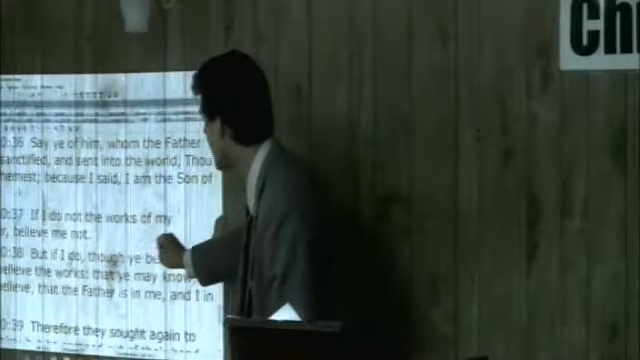 Chr
0:36 Say ye of him, whom the Father
sanctified, and sent into the world, Thou
hemest; because I said, I am the Son of
0:37 If I do not the works of my
r, believe me not.
0:38 But if I do, though ye be
elieve the works: that ye may know,
elieve, that the Father is in me, and I in
0:39 Therefore they sought again to